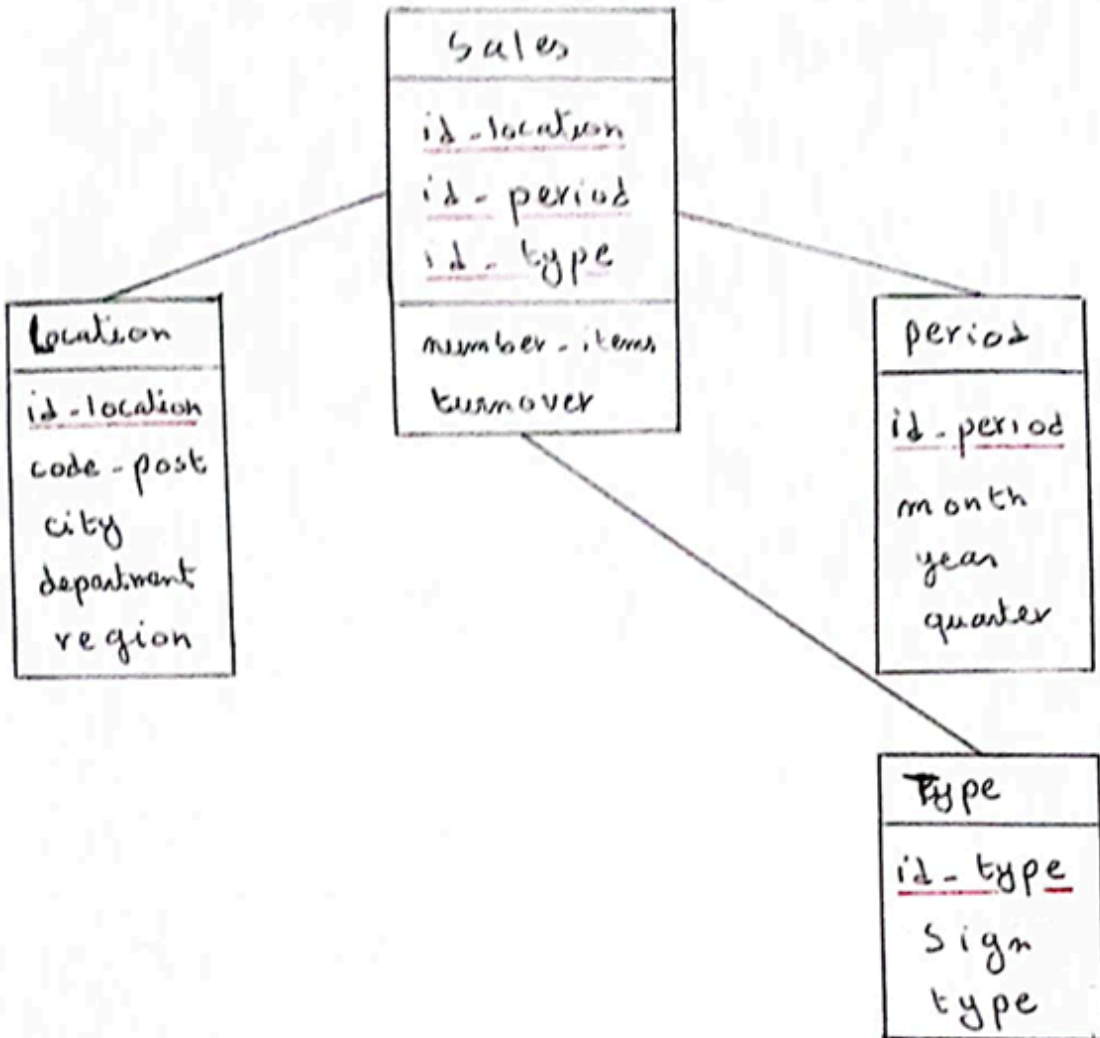 Sales
id-location
id-period
id-type
number-items
turnover
Location
id-location
code-post
city
department
region
period
id-period
month
year
quarter
Type
id-type
Sign
type